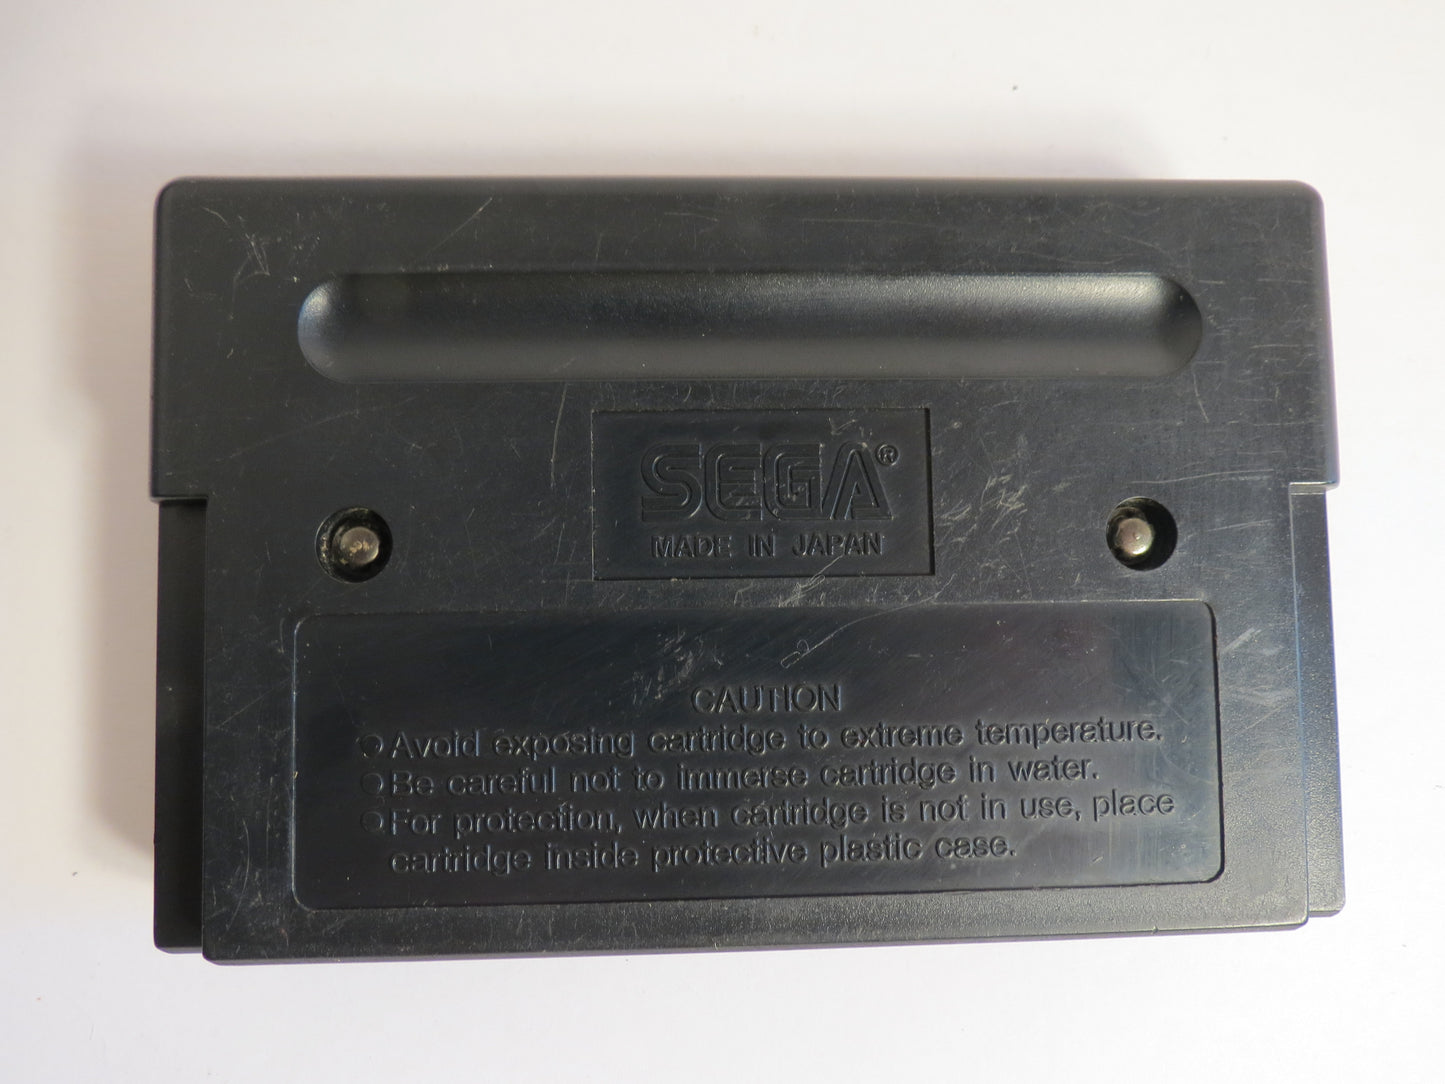 SEGA®
MADE IN JAPAN
CAUTION
●Avoid exposing cartridge to extreme temperature.
●Be careful not to immerse cartridge in water.
●For protection, when cartridge is not in use, place
cartridge inside protective plastic case.